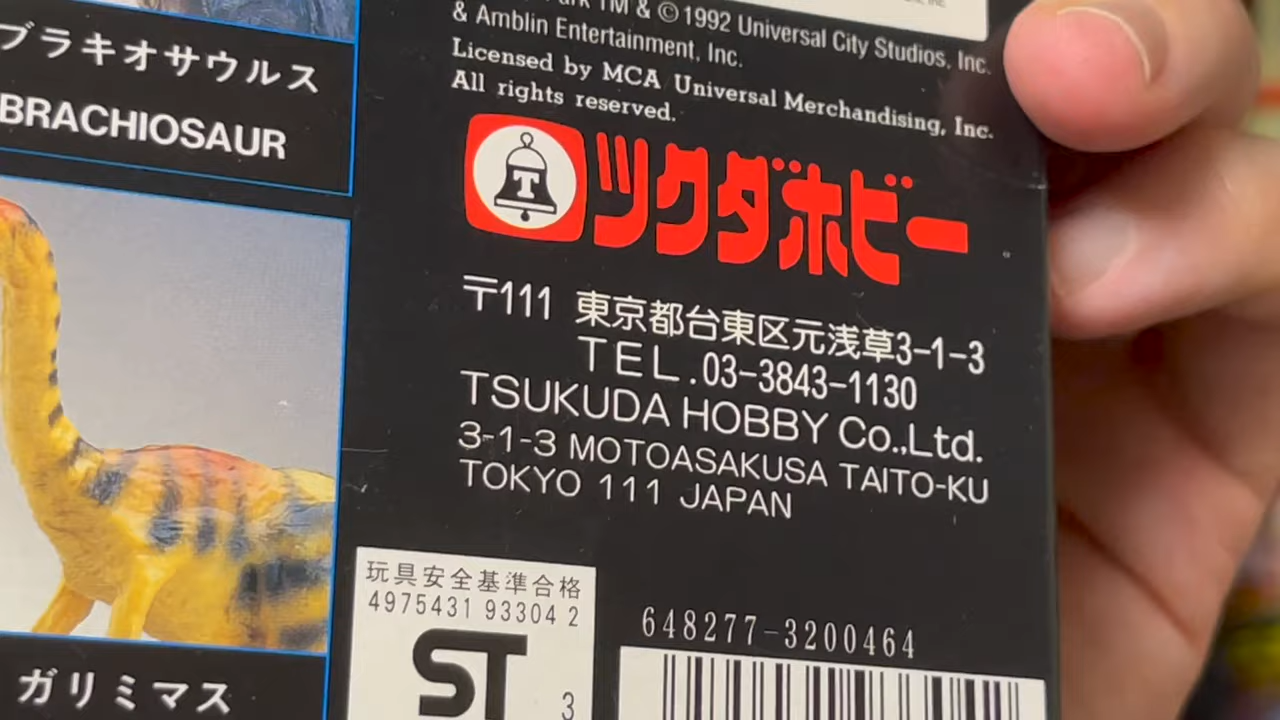 ブラキオサウルス
BRACHIOSAUR
ガリミマス
TM & © 1992 Universal City Studios, Inc.
& Amblin Entertainment, Inc.
Licensed by MCA Universal Merchandising, Inc.
All rights reserved.
T
ツクダホビー
〒111 東京都台東区元浅草3-1-3
TEL.03-3843-1130
TSUKUDA HOBBY Co.,Ltd.
3-1-3 MOTOASAKUSA TAITO-KU
TOKYO 111 JAPAN
玩具安全基準合格
4975431 93304 2
ST
3
648277-3200464